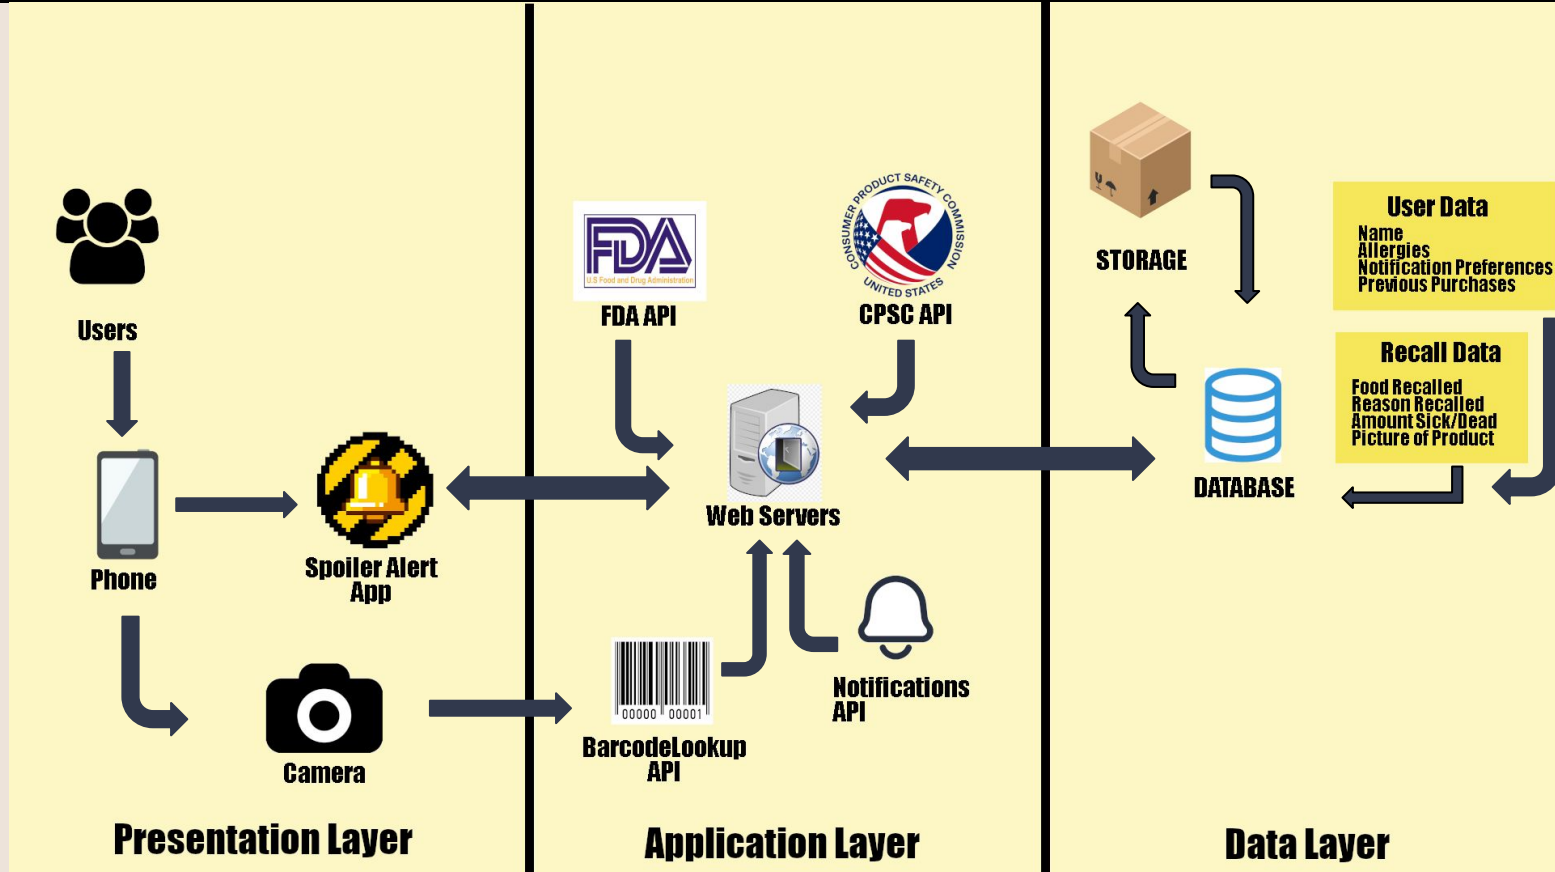 Users
Phone
Spoiler Alert
App
Camera
Presentation Layer
FDA
U.S Food and Drug Administration
FDA API
CONSUMER PRODUCT SAFETY COMMISSION
UNITED STATES
CPSC API
Web Servers
00000 00001
BarcodeLookup
API
Notifications
API
Application Layer
STORAGE
DATABASE
User Data
Name
Allergies
Notification Preferences
Previous Purchases
Recall Data
Food Recalled
Reason Recalled
Amount Sick/Dead
Picture of Product
Data Layer